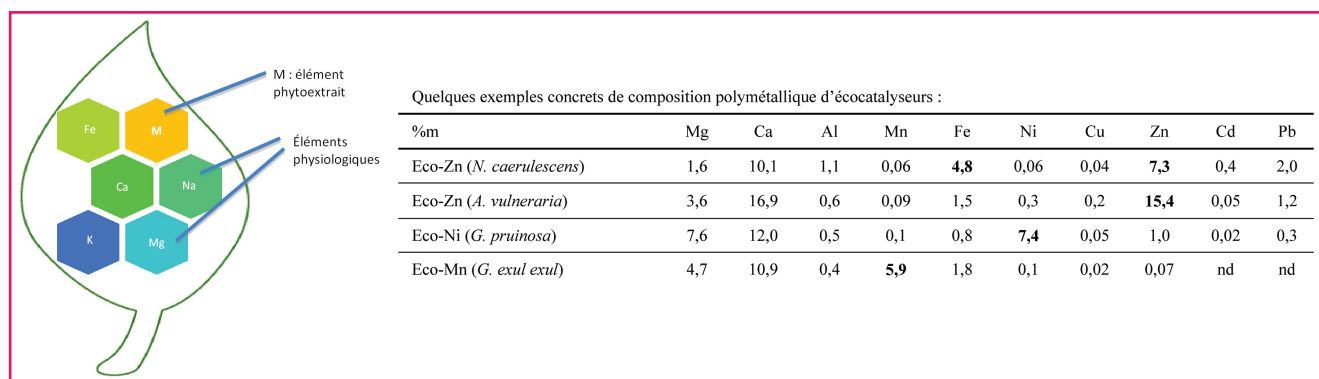 M : élément
phytoextrait
Éléments
physiologiques
Fe
M
Ca
Na
K
Mg
Quelques exemples concrets de composition polymétallique d'écocatalyseurs :
%m Mg Ca Al Mn Fe Ni Cu Zn Cd Pb
Eco-Zn (N. caerulescens) 1,6 10,1 1,1 0,06 4,8 0,06 0,04 7,3 0,4 2,0
Eco-Zn (A. vulneraria) 3,6 16,9 0,6 0,09 1,5 0,3 0,2 15,4 0,05 1,2
Eco-Ni (G. pruinosa) 7,6 12,0 0,5 0,1 0,8 7,4 0,05 1,0 0,02 0,3
Eco-Mn (G. exul exul) 4,7 10,9 0,4 5,9 1,8 0,1 0,02 0,07 nd nd